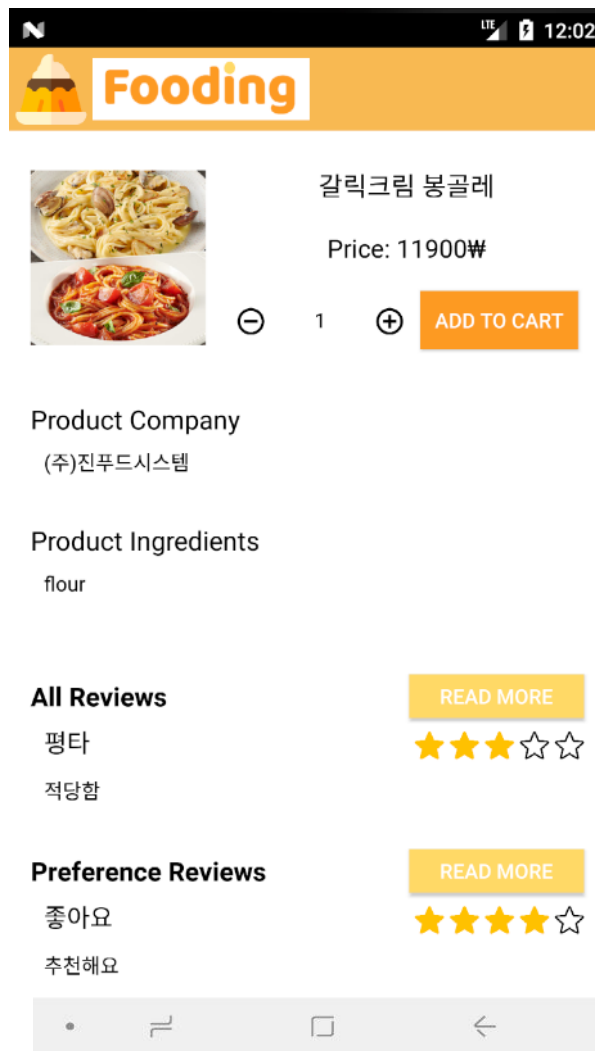 N
LTE 12:02
Fooding
갈릭크림 봉골레
Price: 11900₩
1
ADD TO CART
Product Company
(주)진푸드시스템
Product Ingredients
flour
All Reviews
READ MORE
평타
적당함
Preference Reviews
READ MORE
좋아요
추천해요